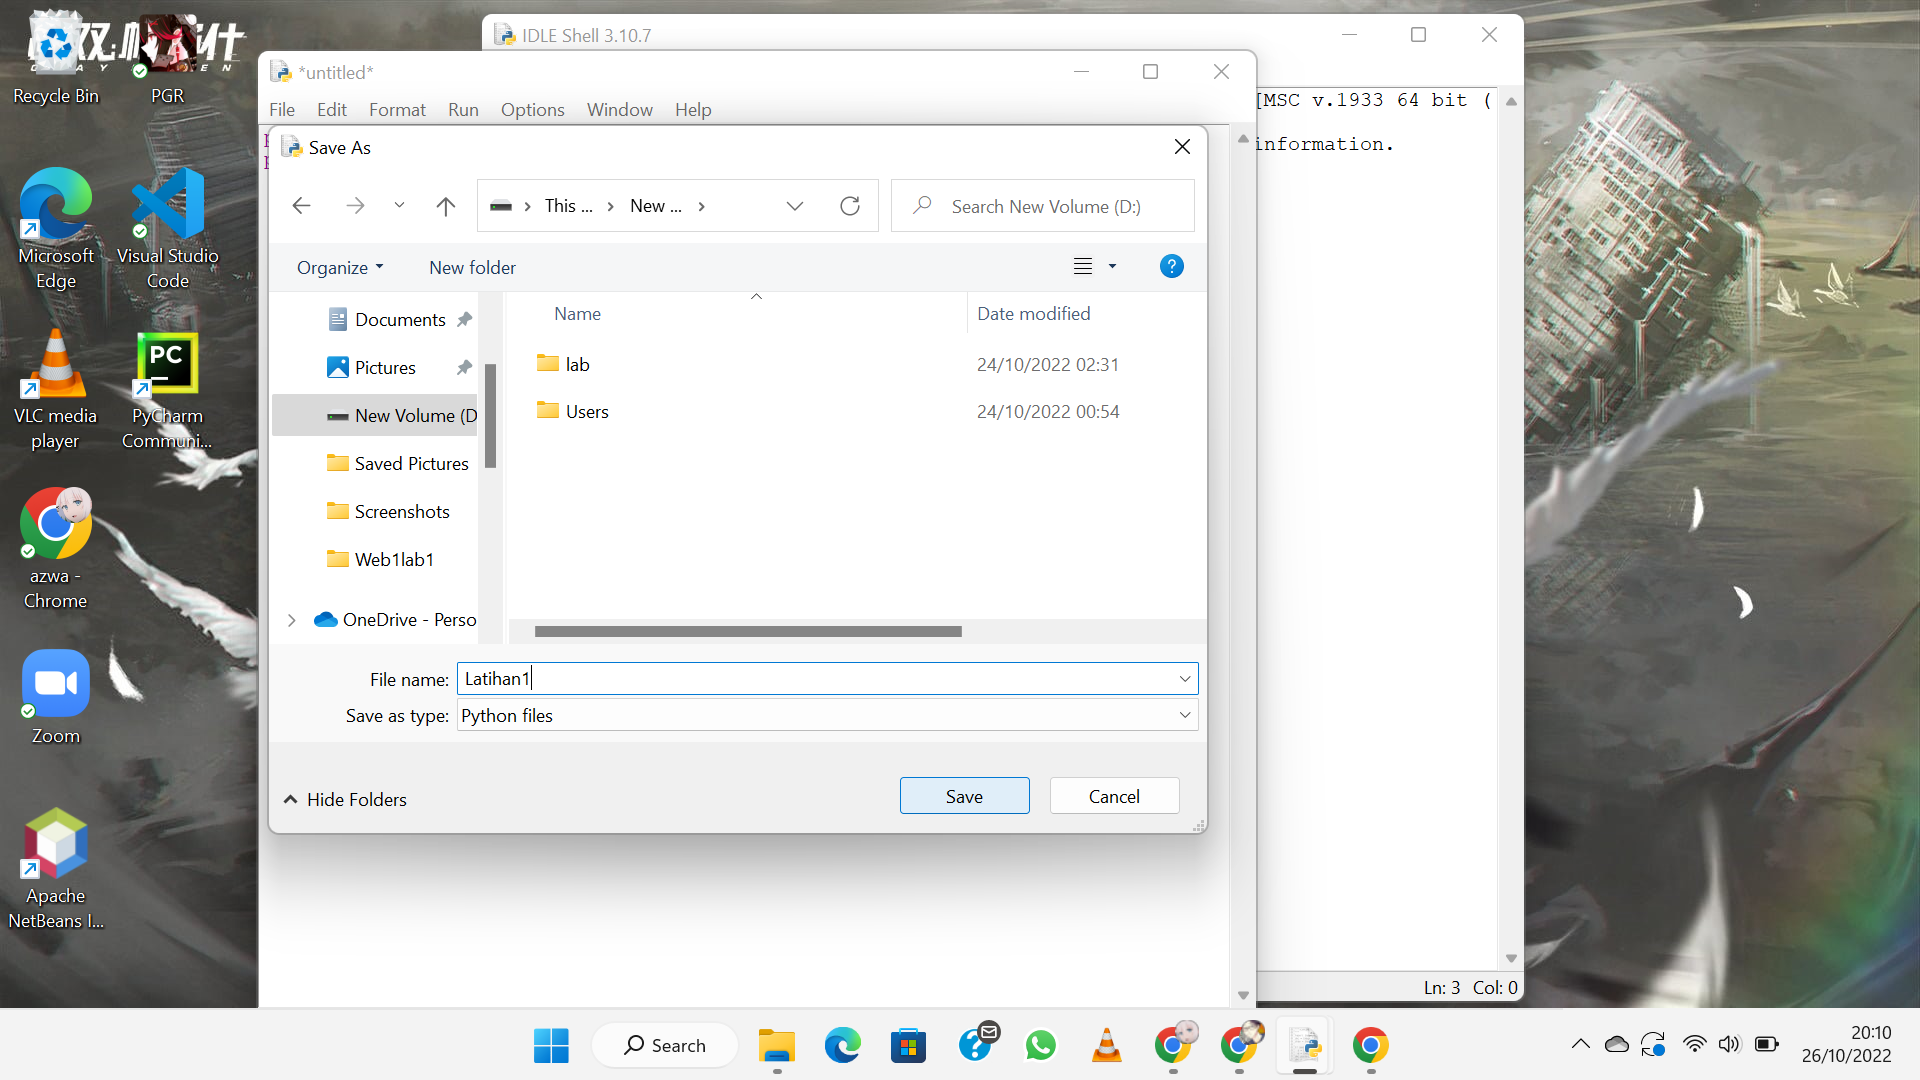 Recycle Bin
PGR
Microsoft
Edge
Visual Studio
Code
VLC media
player
PC
PyCharm
Communi...
azwa -
Chrome
Zoom
Apache
NetBeans I...
IDLE Shell 3.10.7
[MSC v.1933 64 bit (
information.
Ln: 3 Col: 0
*untitled*
File Edit Format Run Options Window Help
Save As
This ... New ...
Search New Volume (D:)
Organize
New folder
?
Name
Date modified
Documents
Pictures
New Volume (D
Saved Pictures
Screenshots
Web1lab1
OneDrive - Perso
lab 24/10/2022 02:31
Users 24/10/2022 00:54
File name: Latihan1
Save as type: Python files
Hide Folders
Save
Cancel
Search
20:10
26/10/2022